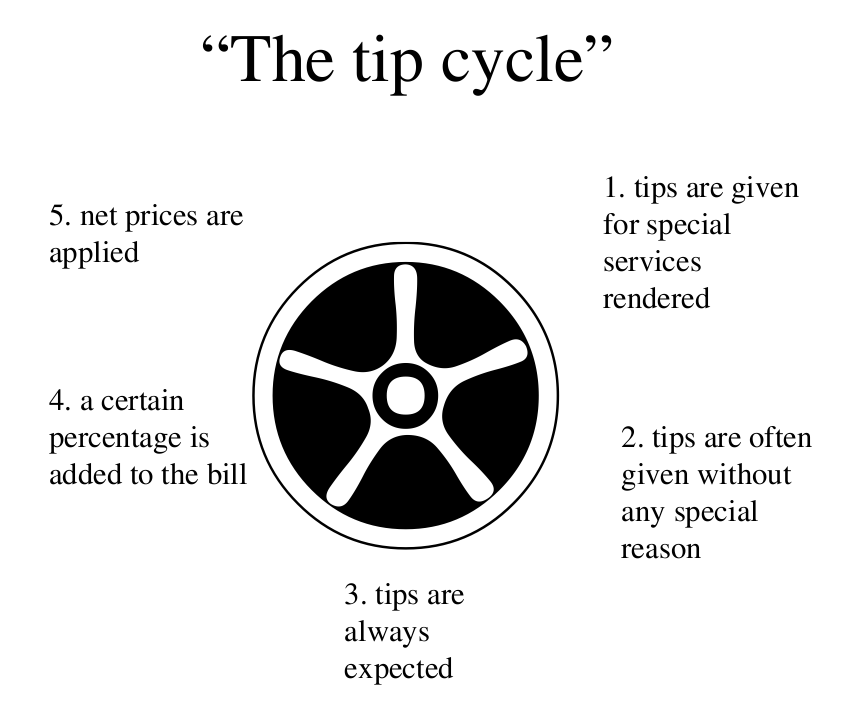 “The tip cycle”
1. tips are given
for special
services
rendered
2. tips are often
given without
any special
reason
3. tips are
always
expected
4. a certain
percentage is
added to the bill
5. net prices are
applied